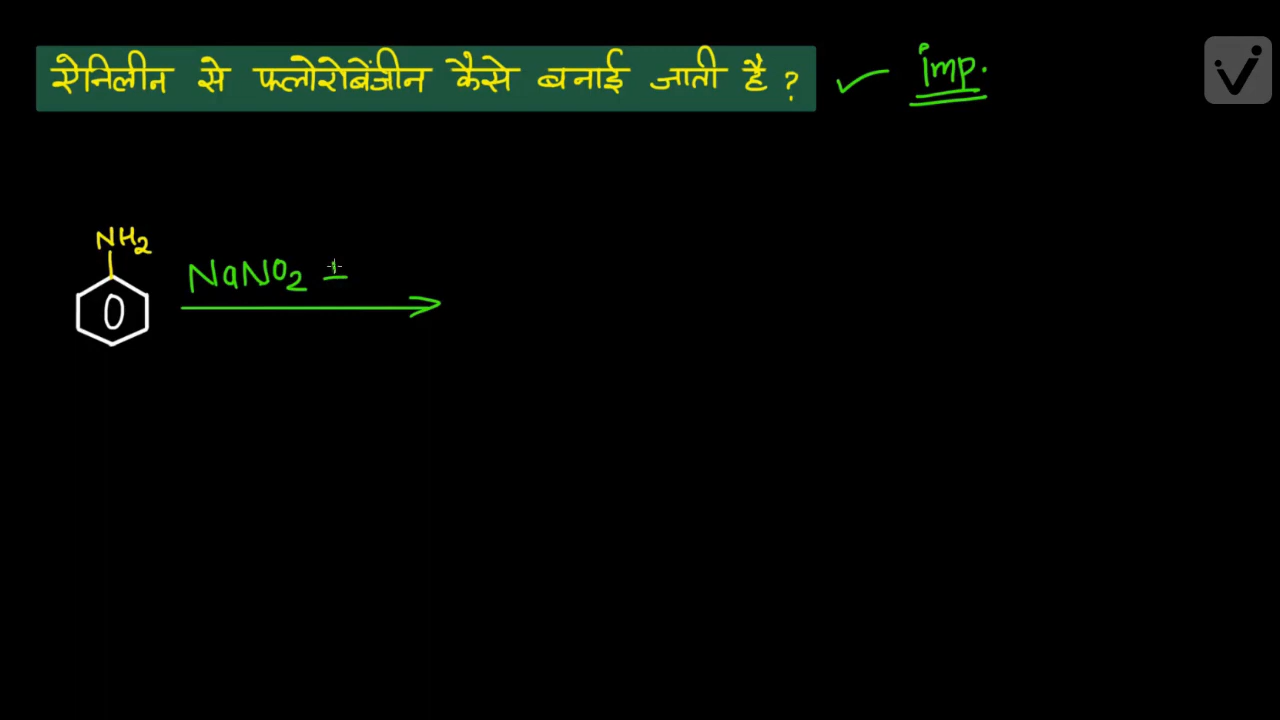 ऐनिलीन से फ्लोरोबेंजीन कैसे बनाई जाती है ? ✓ imp.
NH2
NaNO2 +